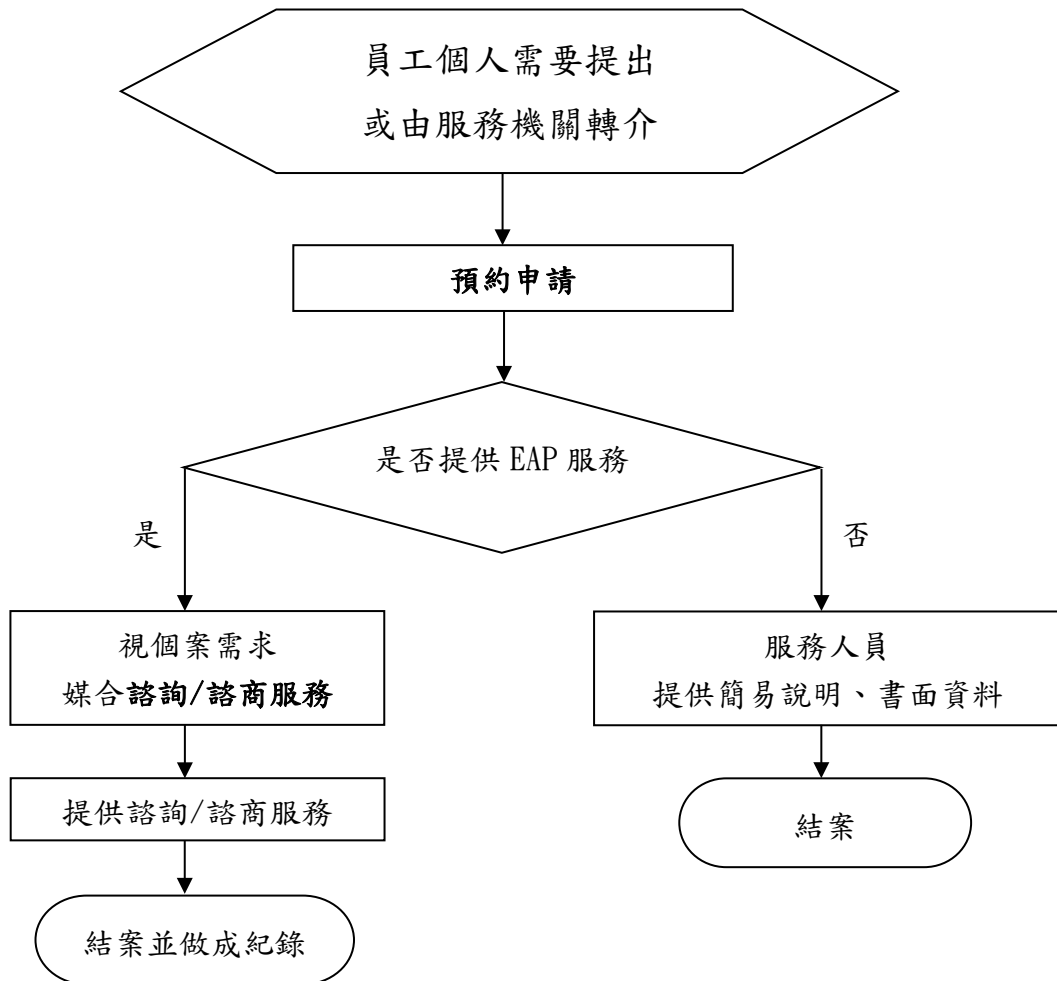 員工個人需要提出
或由服務機關轉介
預約申請
是否提供 EAP 服務
是
否
視個案需求
媒合諮詢/諮商服務
服務人員
提供簡易說明、書面資料
提供諮詢/諮商服務
結案
結案並做成紀錄